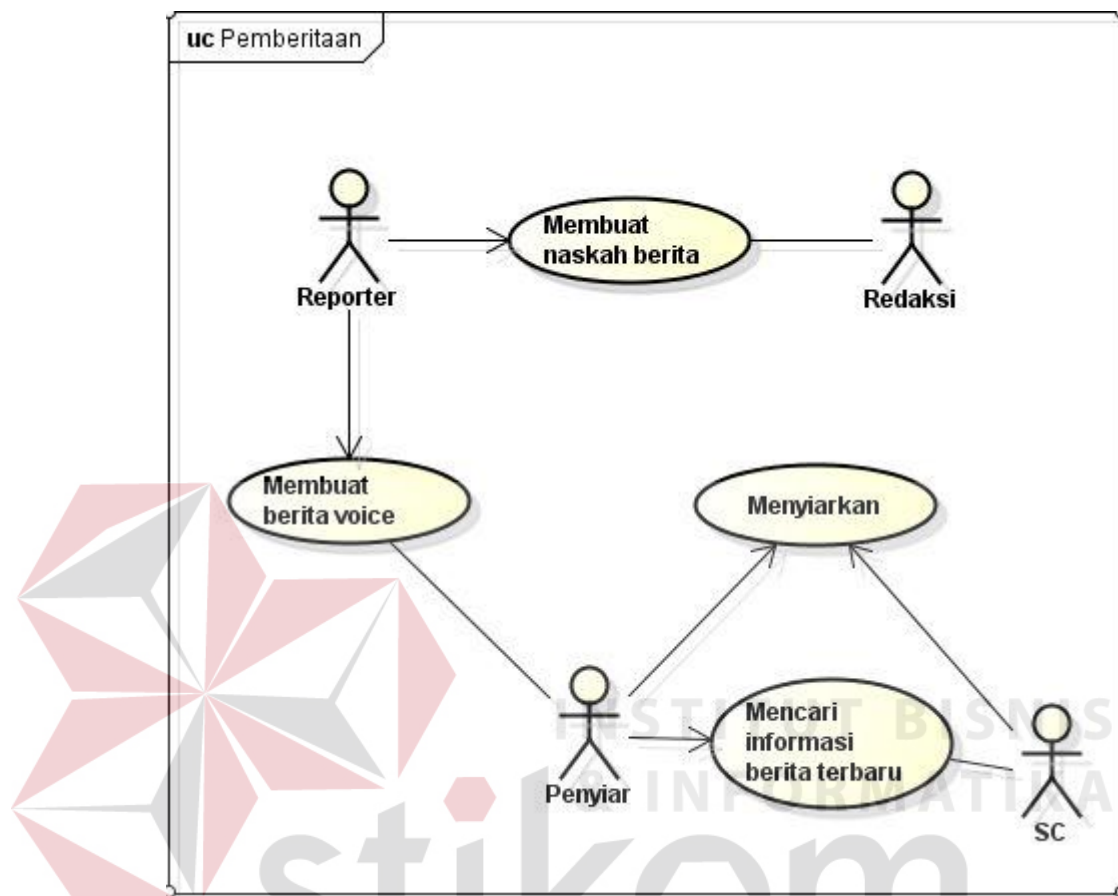 uc Pemberitaan
Membuat
naskah berita
Reporter
Redaksi
Membuat
berita voice
Menyiarkan
Mencari
informasi
berita terbaru
Penyiar
SC
INSTITUT BISNIS
& INFORMATIKA
stikom